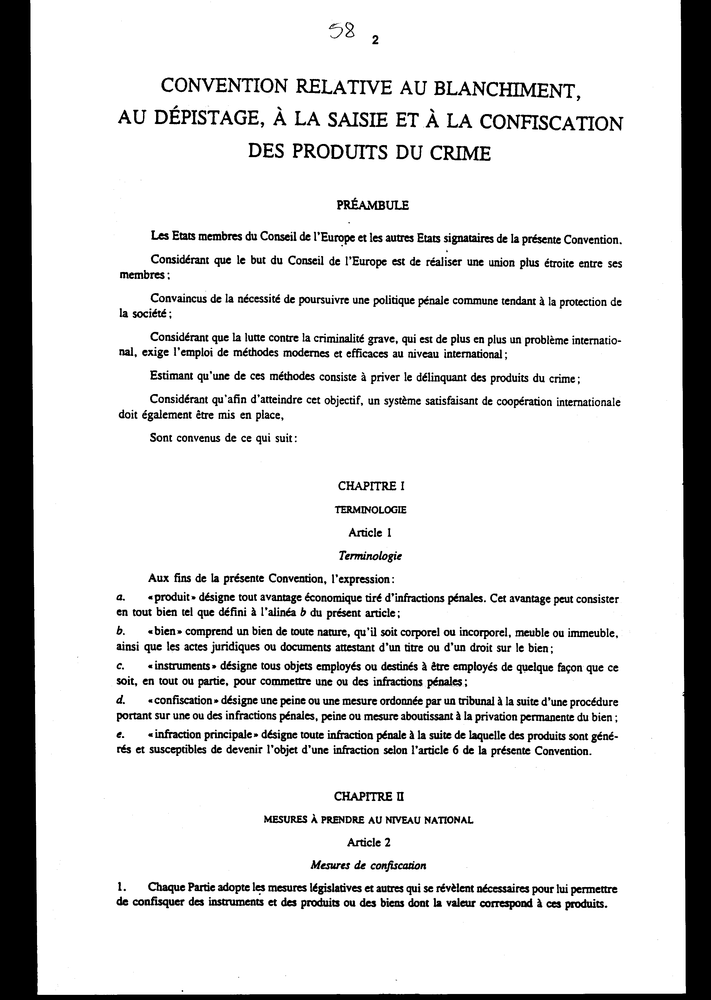 58
2
CONVENTION RELATIVE AU BLANCHIMENT,
AU DÉPISTAGE, À LA SAISIE ET À LA CONFISCATION
DES PRODUITS DU CRIME
PRÉAMBULE
Les Etats membres du Conseil de l'Europe et les autres Etats signataires de la présente Convention.
Considérant que le but du Conseil de l'Europe est de réaliser une union plus étroite entre ses
membres ;
Convaincus de la nécessité de poursuivre une politique pénale commune tendant à la protection de
la société ;
Considérant que la lutte contre la criminalité grave, qui est de plus en plus un problème internatio-
nal, exige l'emploi de méthodes modernes et efficaces au niveau international ;
Estimant qu'une de ces méthodes consiste à priver le délinquant des produits du crime ;
Considérant qu'afin d'atteindre cet objectif, un système satisfaisant de coopération internationale
doit également être mis en place,
Sont convenus de ce qui suit :
CHAPITRE I
TERMINOLOGIE
Article 1
Terminologie
Aux fins de la présente Convention, l'expression :
a. «produit» désigne tout avantage économique tiré d'infractions pénales. Cet avantage peut consister
en tout bien tel que défini à l'alinéa b du présent article ;
b. «bien» comprend un bien de toute nature, qu'il soit corporel ou incorporel, meuble ou immeuble,
ainsi que les actes juridiques ou documents attestant d'un titre ou d'un droit sur le bien ;
c. «instruments» désigne tous objets employés ou destinés à être employés de quelque façon que ce
soit, en tout ou partie, pour commettre une ou des infractions pénales ;
d. «confiscation» désigne une peine ou une mesure ordonnée par un tribunal à la suite d'une procédure
portant sur une ou des infractions pénales, peine ou mesure aboutissant à la privation permanente du bien ;
e. «infraction principale» désigne toute infraction pénale à la suite de laquelle des produits sont géné-
rés et susceptibles de devenir l'objet d'une infraction selon l'article 6 de la présente Convention.
CHAPITRE II
MESURES À PRENDRE AU NIVEAU NATIONAL
Article 2
Mesures de confiscation
1. Chaque Partie adopte les mesures législatives et autres qui se révèlent nécessaires pour lui permettre
de confisquer des instruments et des produits ou des biens dont la valeur correspond à ces produits.